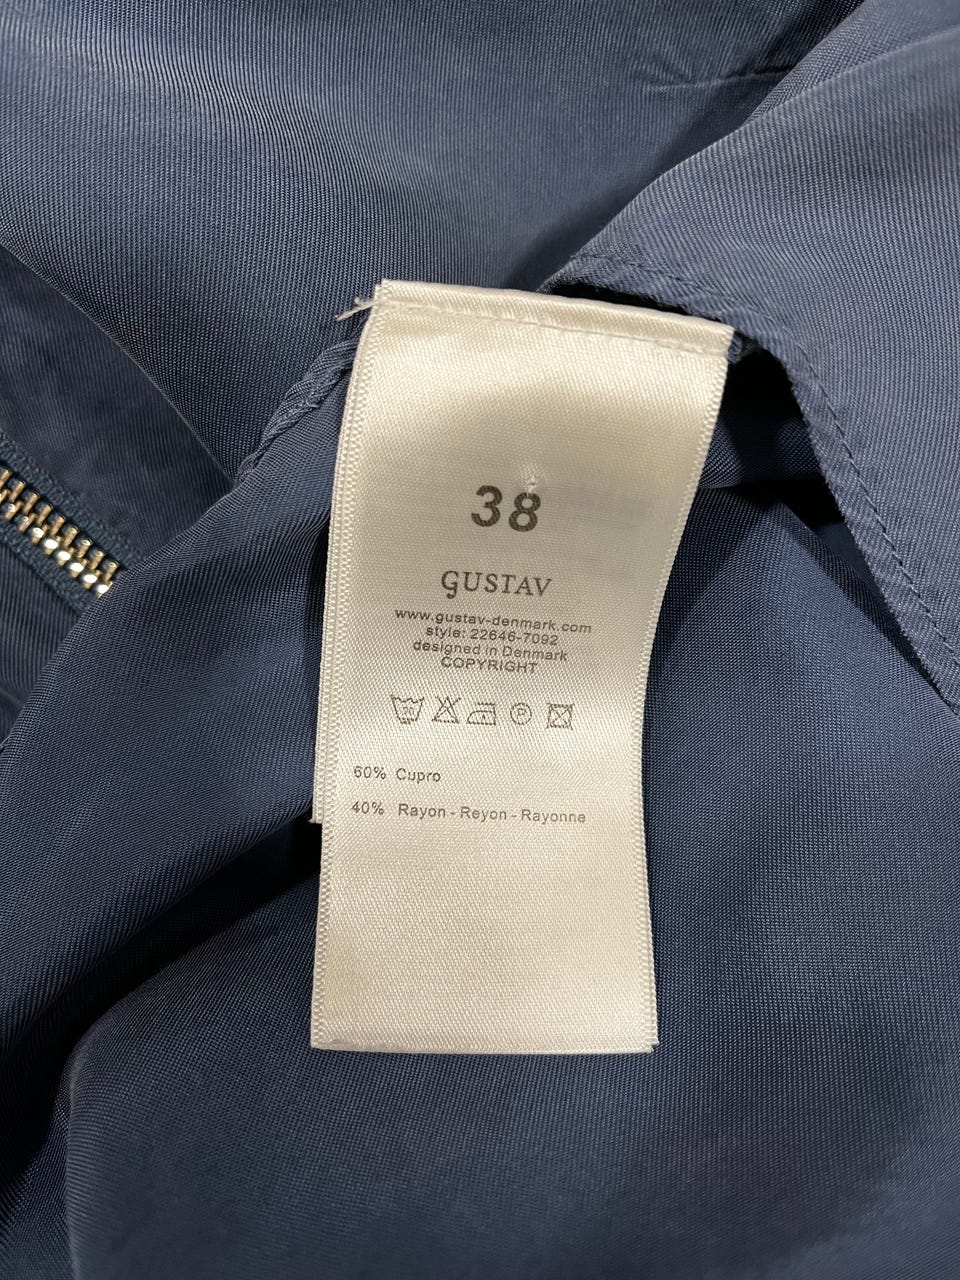 38
GUSTAV
www.gustav-denmark.com
style: 22646-7092
designed in Denmark
COPYRIGHT
30 P
60% Cupro
40% Rayon - Reyon - Rayonne